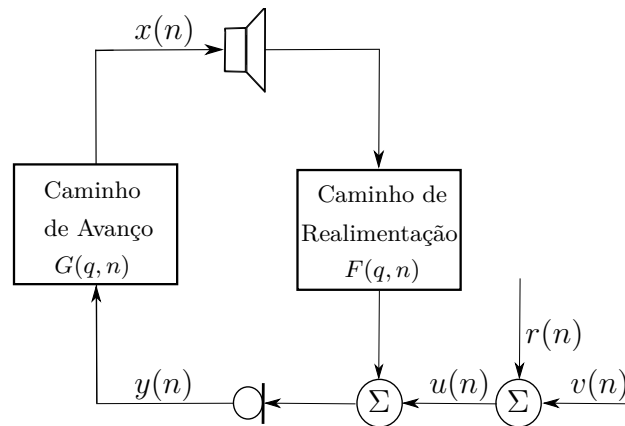 x(n)
Caminho
de Avanço
G(q, n)
Caminho de
Realimentação
F(q, n)
r(n)
y(n)
u(n)
v(n)
Σ
Σ